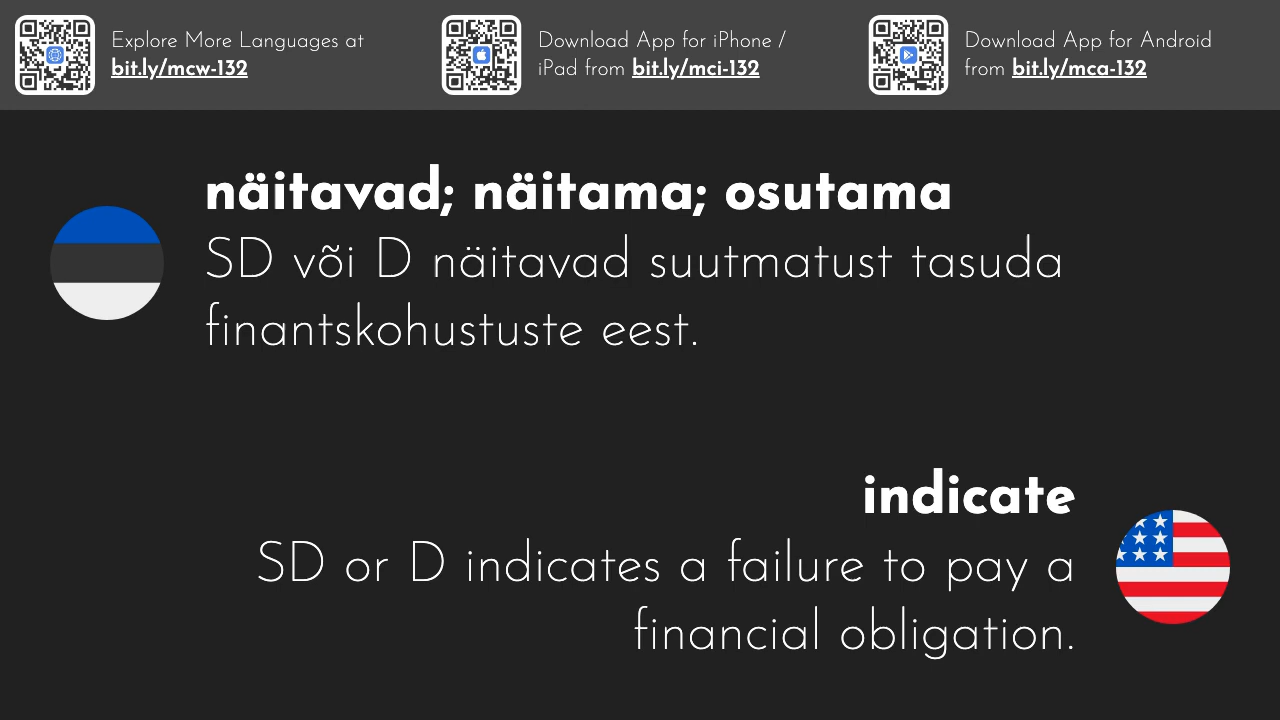 Explore More Languages at
bit.ly/mcw-132
Download App for iPhone /
iPad from bit.ly/mci-132
Download App for Android
from bit.ly/mca-132
näitavad; näitama; osutama
SD või D näitavad suutmatust tasuda
finantskohustuste eest.
indicate
SD or D indicates a failure to pay a
financial obligation.